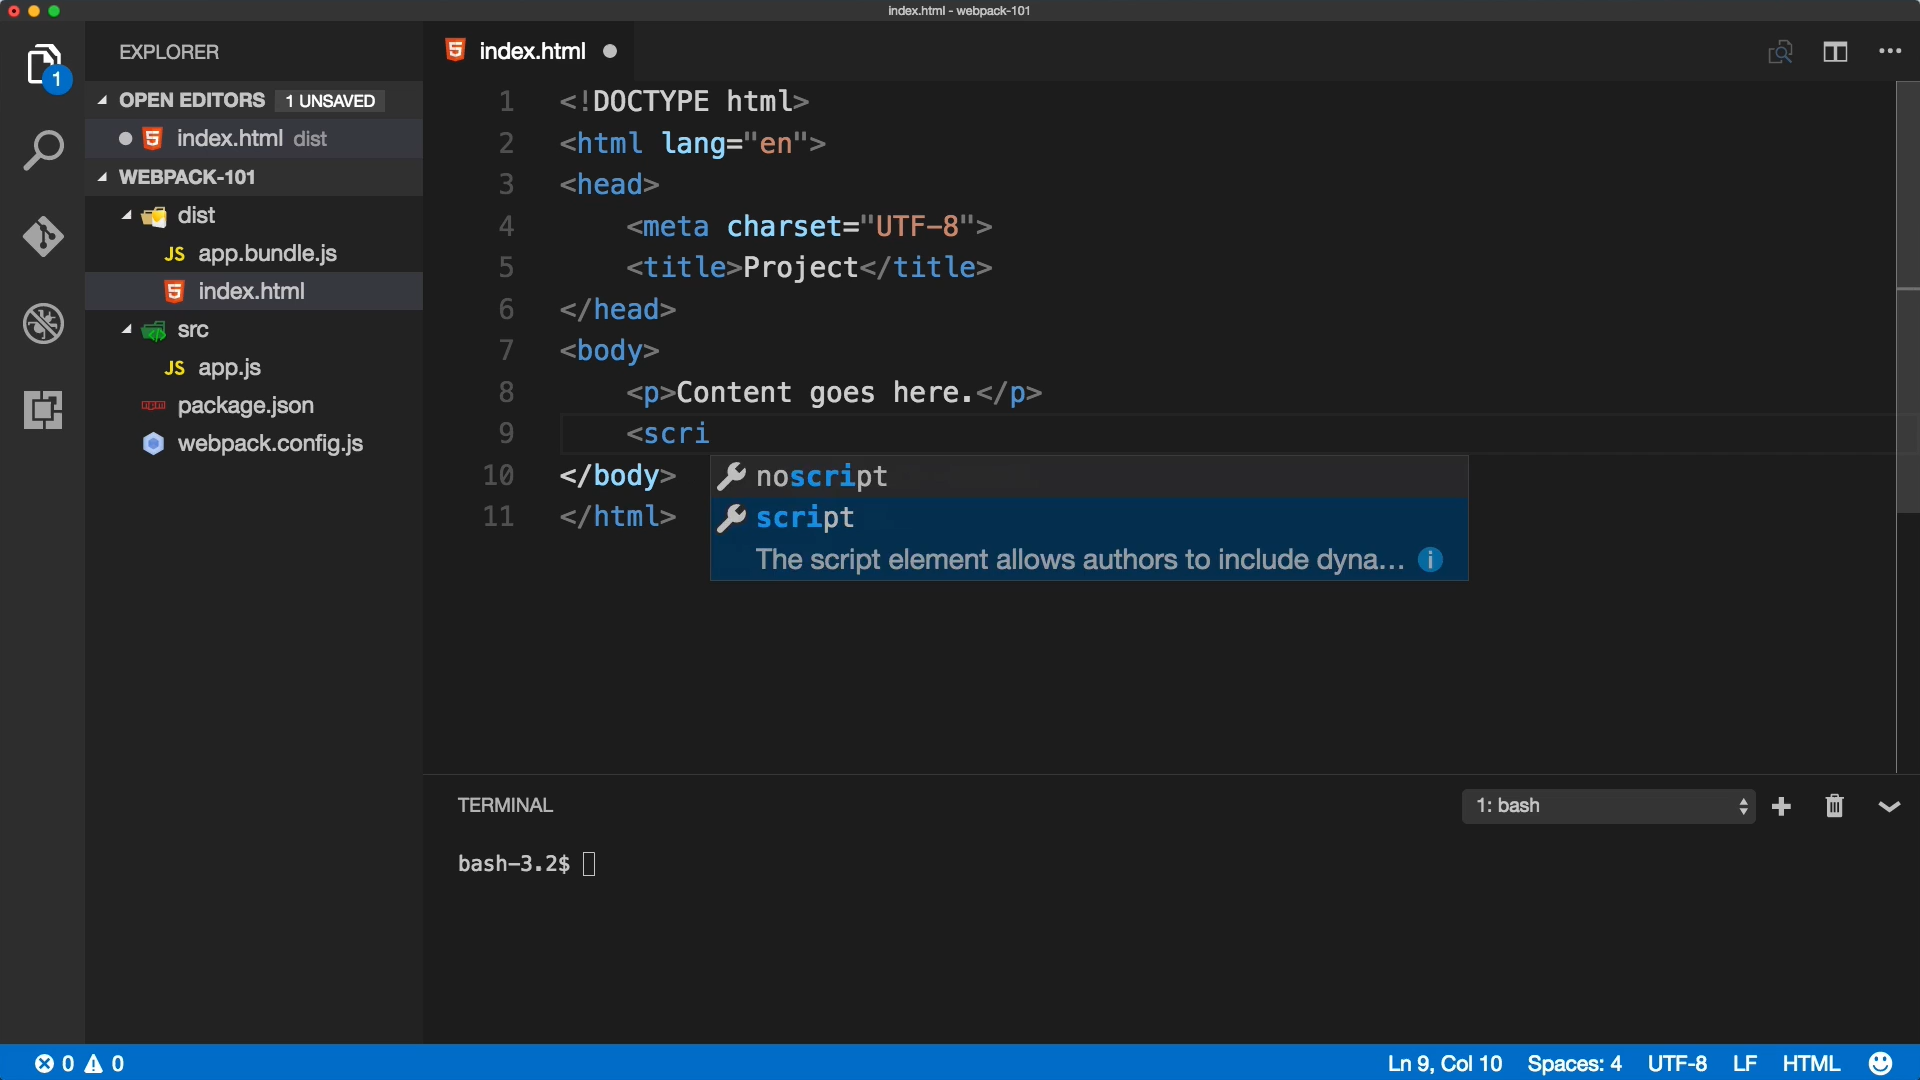 index.html - webpack-101
EXPLORER
1
OPEN EDITORS 1 UNSAVED
index.html dist
WEBPACK-101
dist
JS app.bundle.js
index.html
src
JS app.js
package.json
webpack.config.js
index.html
1 <!DOCTYPE html>
2 <html lang="en">
3 <head>
4 <meta charset="UTF-8">
5 <title>Project</title>
6 </head>
7 <body>
8 <p>Content goes here.</p>
9 <scri
10 </body>
11 </html>
noscript
script
The script element allows authors to include dyna...
TERMINAL
1: bash
bash-3.2$
0 0
Ln 9, Col 10 Spaces: 4 UTF-8 LF HTML